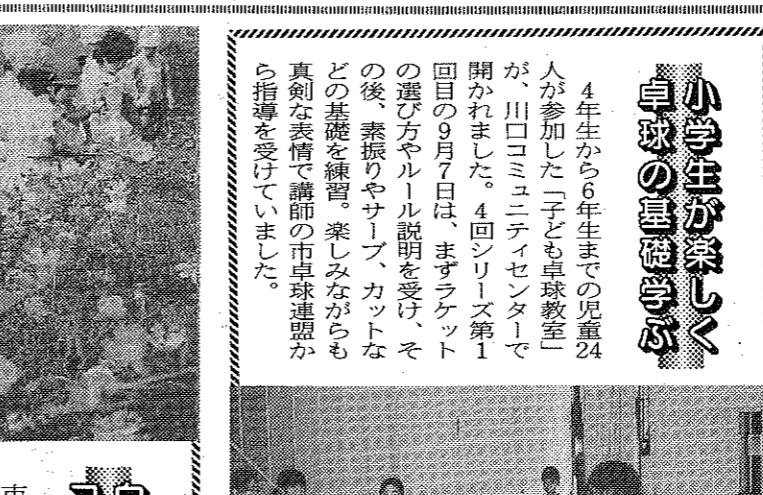 小学生が楽しく
卓球の基礎学ぶ
4年生から6年生までの児童24
人が参加した「子ども卓球教室」
が、川口コミュニティセンターで
開かれました。4回シリーズ第1
回目の9月7日は、まずラケット
の選び方やルール説明を受け、そ
の後、素振りやサーブ、カットな
どの基礎を練習。楽しみながらも
真剣な表情で講師の市卓球連盟か
ら指導を受けていました。
市